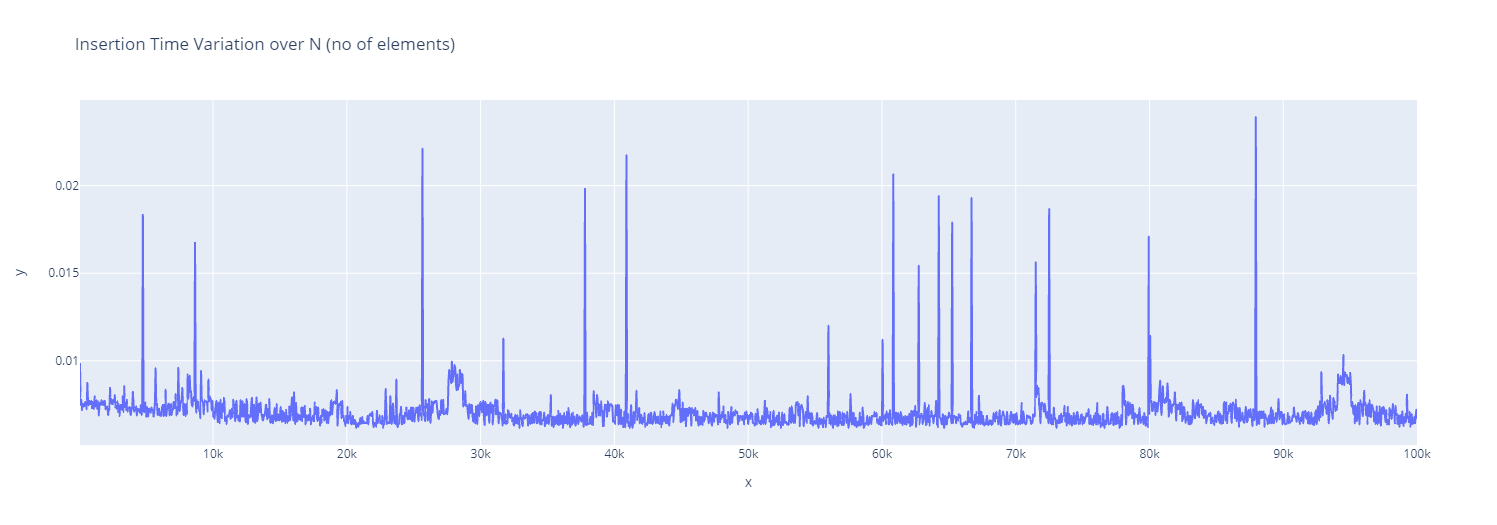 Insertion Time Variation over N (no of elements)
0.02
0.015
0.01
y
10k 20k 30k 40k 50k 60k 70k 80k 90k 100k
x